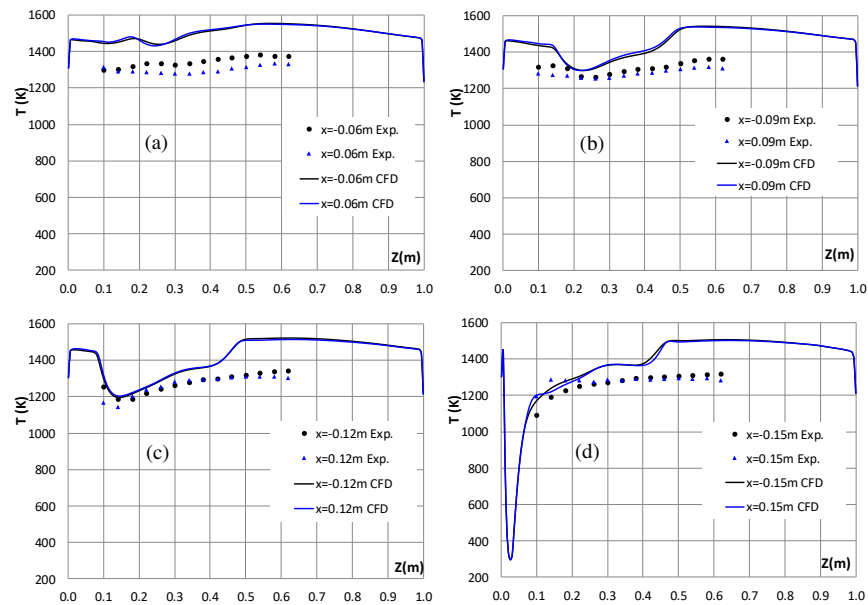 1600
1400
1200
1000
800
600
400
200
T (K)
(a)
x=-0.06m Exp.
x=0.06m Exp.
x=-0.06m CFD
x=0.06m CFD
Z(m)
0.0 0.1 0.2 0.3 0.4 0.5 0.6 0.7 0.8 0.9 1.0
1600
1400
1200
1000
800
600
400
200
T (K)
(b)
x=-0.09m Exp.
x=0.09m Exp.
x=-0.09m CFD
x=0.09m CFD
Z(m)
0.0 0.1 0.2 0.3 0.4 0.5 0.6 0.7 0.8 0.9 1.0
1600
1400
1200
1000
800
600
400
200
T (K)
(c)
x=-0.12m Exp.
x=0.12m Exp.
x=-0.12m CFD
x=0.12m CFD
Z(m)
0.0 0.1 0.2 0.3 0.4 0.5 0.6 0.7 0.8 0.9 1.0
1600
1400
1200
1000
800
600
400
200
T (K)
(d)
x=-0.15m Exp.
x=0.15m Exp.
x=-0.15m CFD
x=0.15m CFD
Z(m)
0.0 0.1 0.2 0.3 0.4 0.5 0.6 0.7 0.8 0.9 1.0